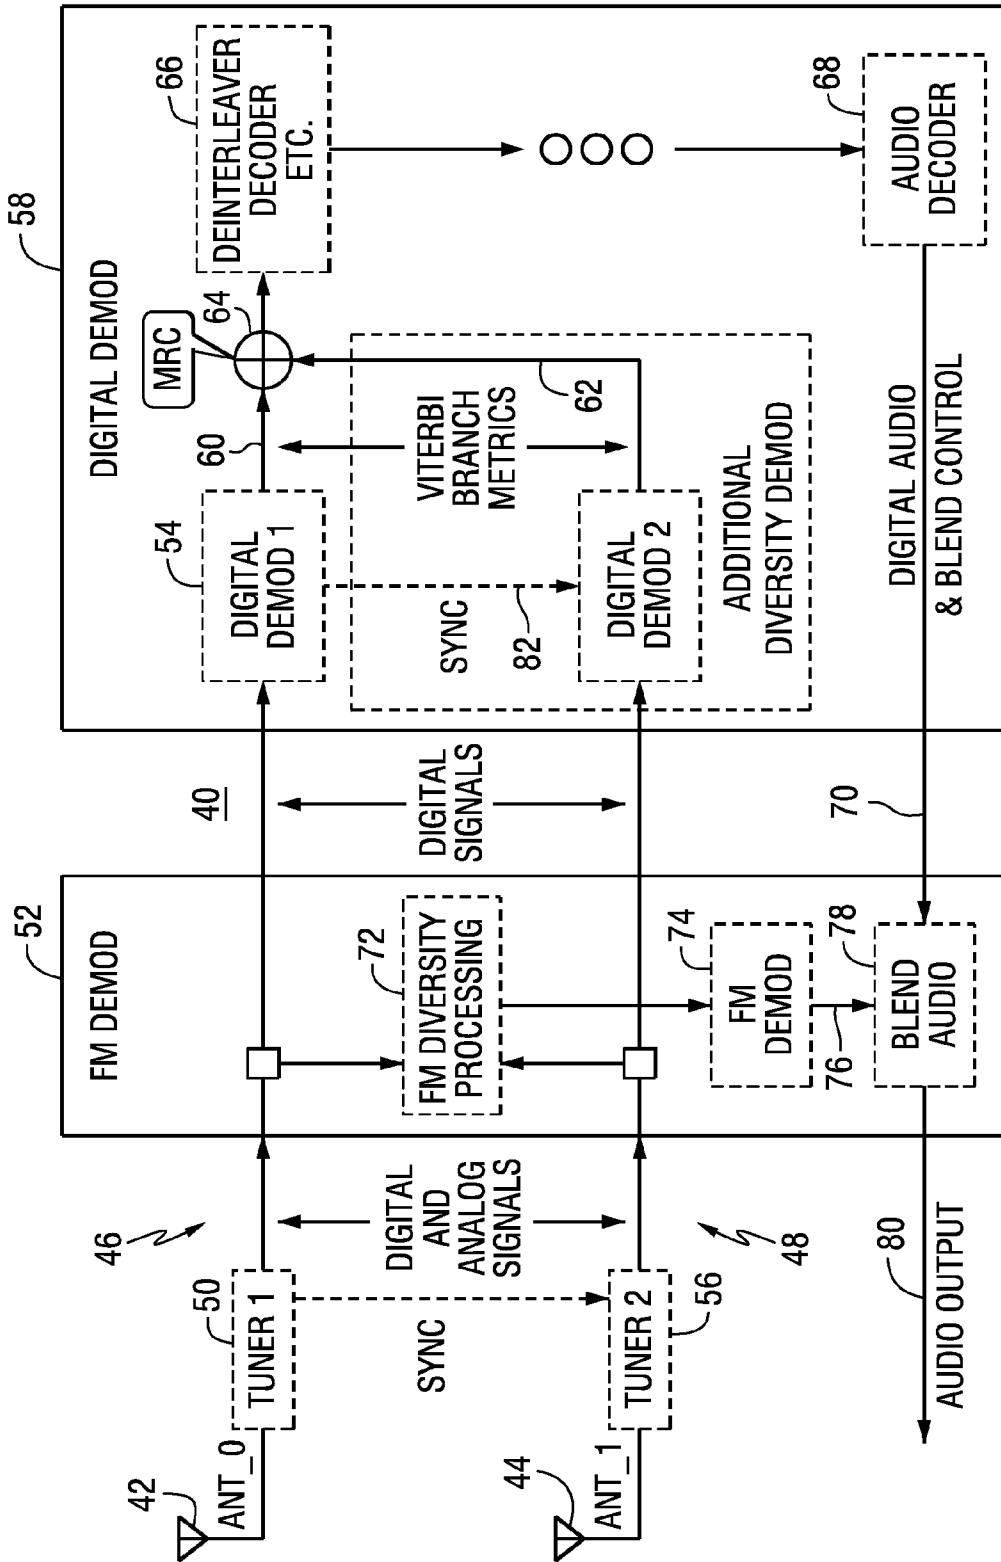 58
DIGITAL DEMOD
MRC
64
66
DEINTERLEAVER
DECODER
ETC.
54
DIGITAL
DEMOD 1
60
VITERBI
BRANCH
METRICS
62
SYNC
82
DIGITAL
DEMOD 2
ADDITIONAL
DIVERSITY DEMOD
68
AUDIO
DECODER
DIGITAL AUDIO
& BLEND CONTROL
70
40
DIGITAL
SIGNALS
52
FM DEMOD
72
FM DIVERSITY
PROCESSING
74
FM
DEMOD
76
78
BLEND
AUDIO
46
DIGITAL
AND
ANALOG
SIGNALS
48
50
TUNER 1
SYNC
56
TUNER 2
42
ANT_0
44
ANT_1
80
AUDIO OUTPUT